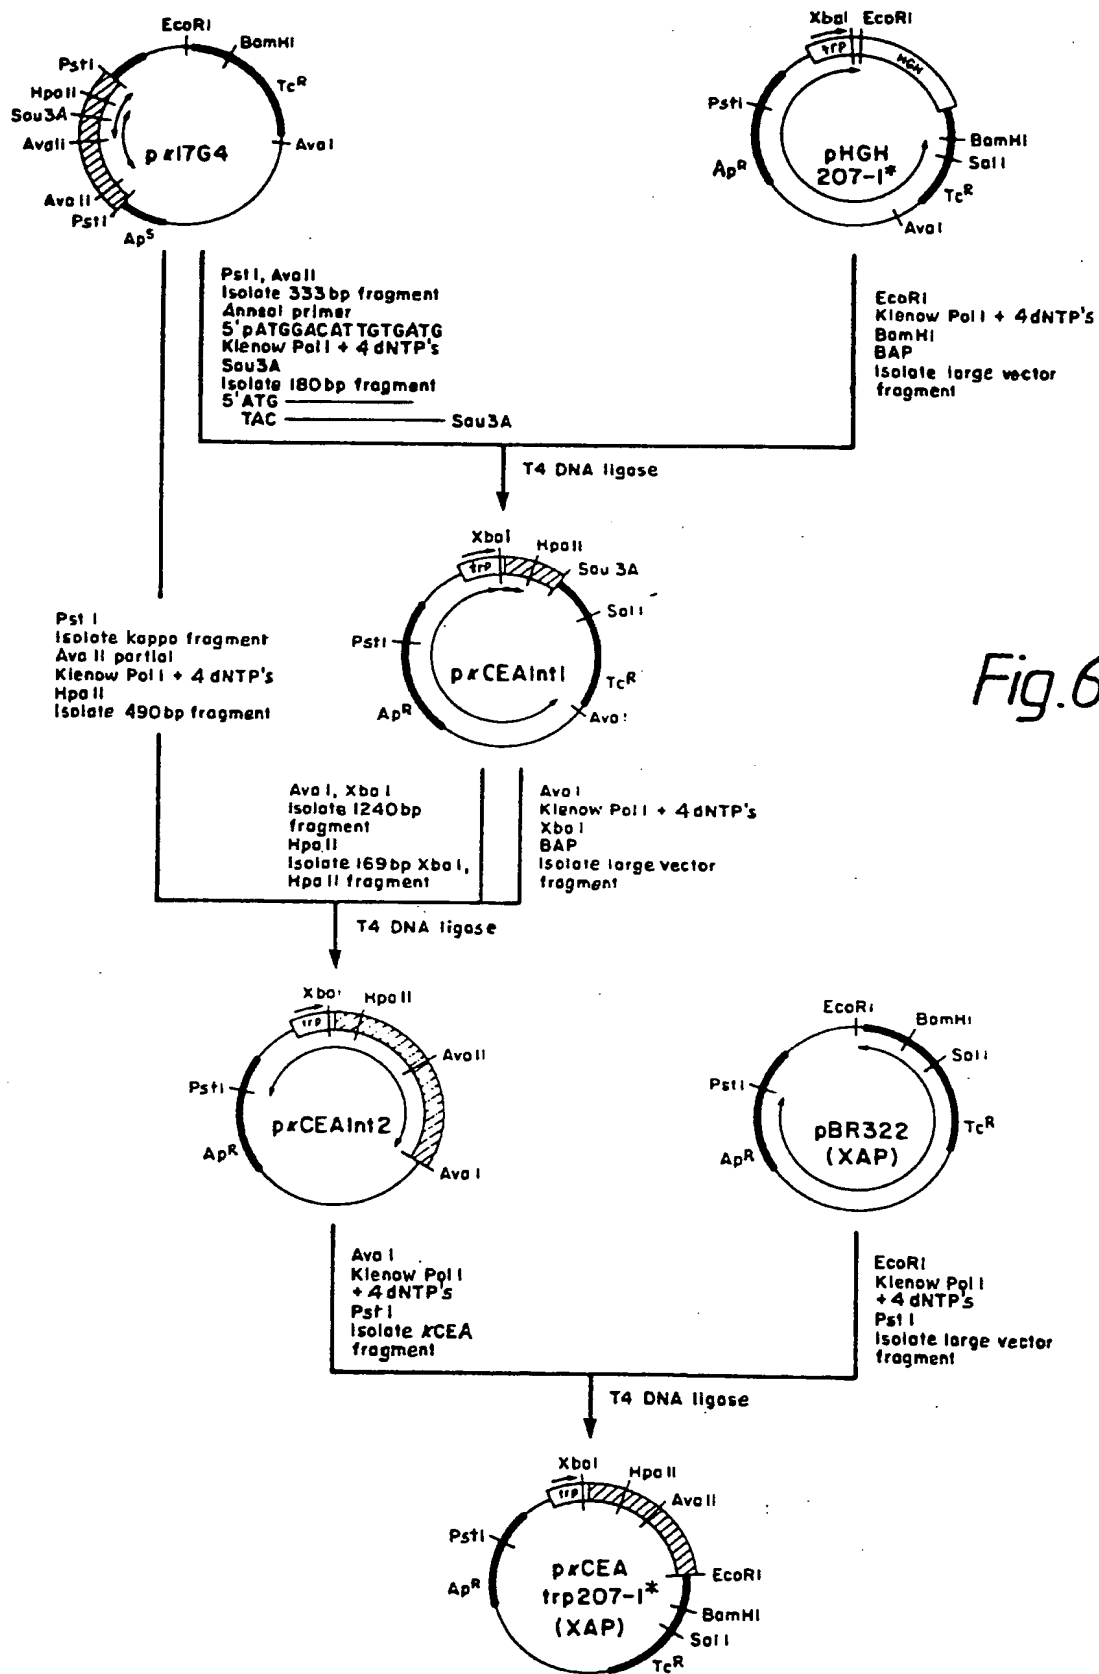 EcoRI
BamHI
PstI
HpaII
Sau3A
AvaII
AvaII
PstI
ApS
TcR
AvaI
pκ17G4
XbaI
EcoRI
trp
HGH
PstI
ApR
BamHI
SalI
TcR
AvaI
pHGH
207-1*
PstI, AvaII
Isolate 333bp fragment
Anneal primer
5'pATGGACATTGTGATG
Klenow PolI + 4dNTP's
Sau3A
Isolate 180bp fragment
5'ATG
TAC Sau3A
EcoRI
Klenow PolI + 4dNTP's
BamHI
BAP
Isolate large vector
fragment
T4 DNA ligase
XbaI
HpaII
Sau 3A
trp
SalI
PstI
pκCEAInt1
TcR
ApR
AvaI
Pst I
Isolate kappa fragment
Ava II partial
Klenow PolI + 4dNTP's
HpaII
Isolate 490bp fragment
Fig.6
AvaI, XbaI
Isolate 1240bp
fragment
HpaII
Isolate 169bp XbaI,
HpaII fragment
AvaI
Klenow PolI + 4dNTP's
XbaI
BAP
Isolate large vector
fragment
T4 DNA ligase
XbaI
HpaII
trp
AvaII
PstI
pκCEAInt2
ApR
AvaI
EcoRI
BamHI
SalI
PstI
pBR322
(XAP)
TcR
ApR
AvaI
Klenow PolI
+ 4dNTP's
PstI
Isolate κCEA
fragment
EcoRI
Klenow PolI
+ 4dNTP's
PstI
Isolate large vector
fragment
T4 DNA ligase
XbaI
HpaII
trp
AvaII
PstI
pκCEA
trp207-1*
(XAP)
ApR
EcoRI
BamHI
SalI
TcR